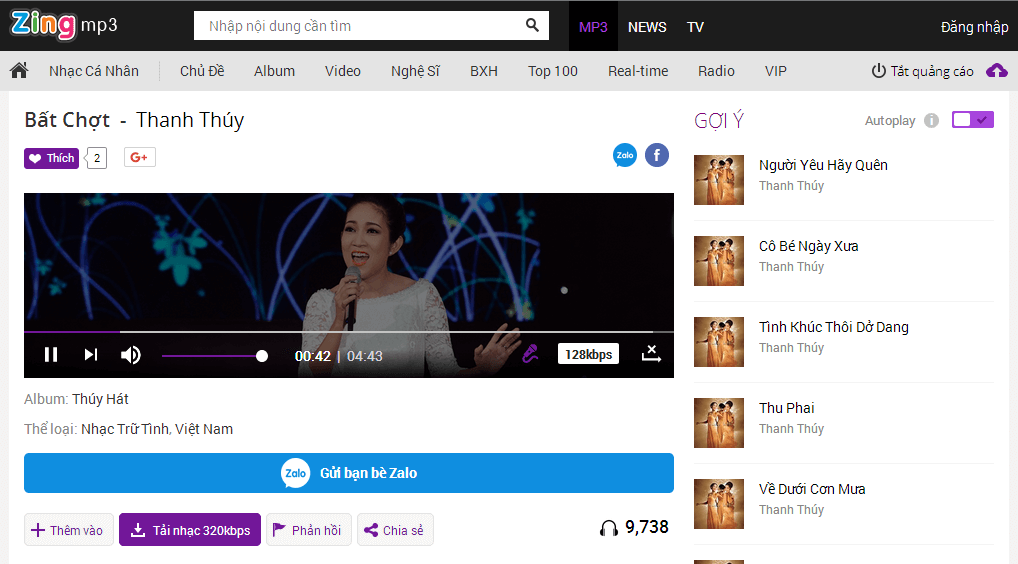 Zing mp3
Nhập nội dung cần tìm
MP3 NEWS TV
Đăng nhập
Nhạc Cá Nhân Chủ Đề Album Video Nghệ Sĩ BXH Top 100 Real-time Radio VIP
Tắt quảng cáo
Bất Chợt - Thanh Thúy
Thích 2 G+
Zalo f
00:42 | 04:43
128kbps
Album: Thúy Hát
Thể loại: Nhạc Trữ Tình, Việt Nam
Zalo Gửi bạn bè Zalo
Thêm vào Tải nhạc 320kbps Phản hồi Chia sẻ
9,738
GỢI Ý
Autoplay i
Người Yêu Hãy Quên
Thanh Thúy
Cô Bé Ngày Xưa
Thanh Thúy
Tình Khúc Thôi Dở Dang
Thanh Thúy
Thu Phai
Thanh Thúy
Về Dưới Cơn Mưa
Thanh Thúy